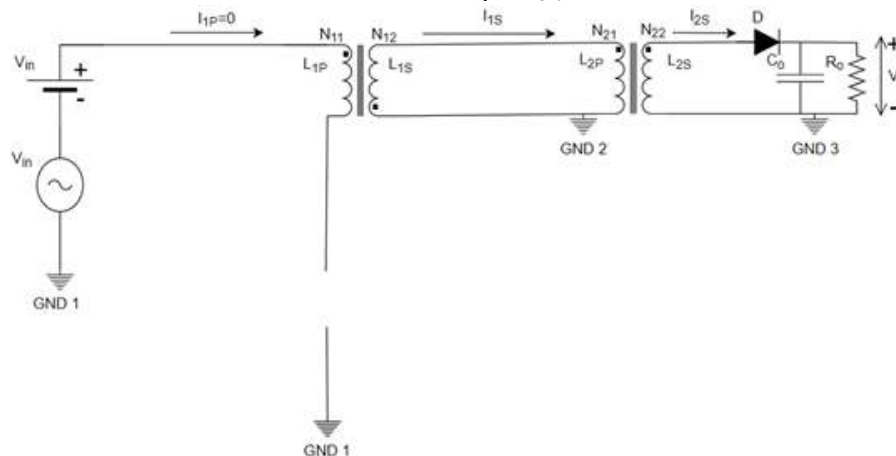 I1P=0
I1S
I2S
D
N11
N12
N21
N22
Vin
+
-
L1P
L1S
L2P
L2S
C0
R0
+
V
-
Vin
GND 2
GND 3
GND 1
GND 1